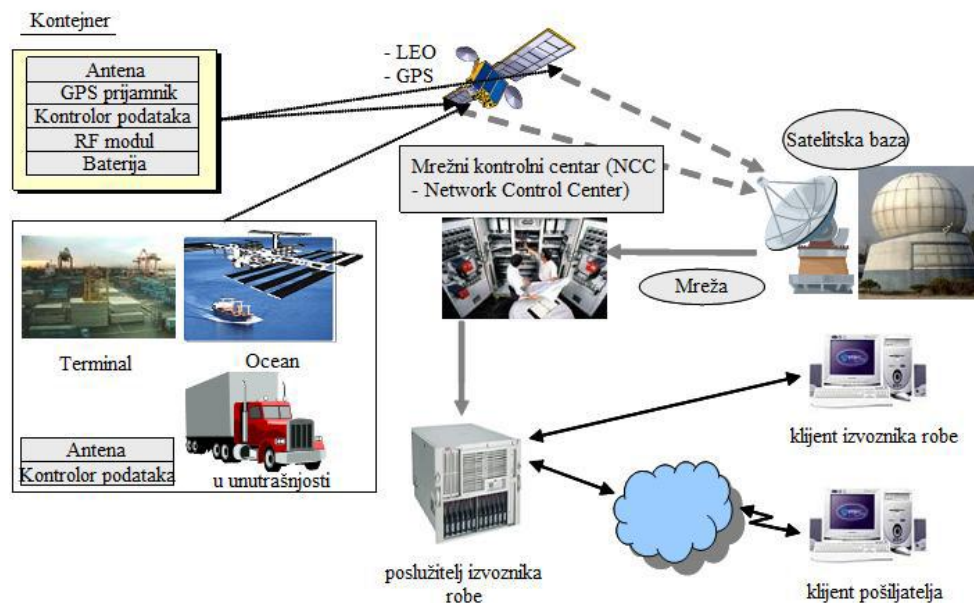 Kontejner
Antena
GPS prijamnik
Kontrolor podataka
RF modul
Baterija
- LEO
- GPS
Satelitska baza
Mrežni kontrolni centar (NCC
- Network Control Center)
Mreža
Terminal
Ocean
Antena
Kontrolor podataka
u unutrašnjosti
klijent izvoznika robe
poslužitelj izvoznika
robe
klijent pošiljatelja